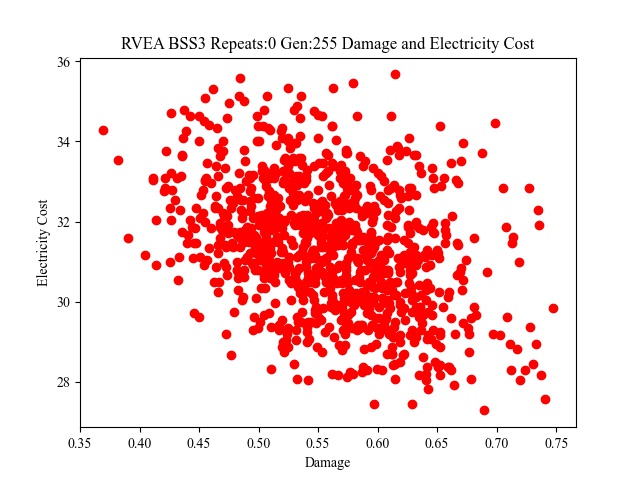 RVEA BSS3 Repeats:0 Gen:255 Damage and Electricity Cost
36
34
32
30
28
Electricity Cost
0.35 0.40 0.45 0.50 0.55 0.60 0.65 0.70 0.75
Damage